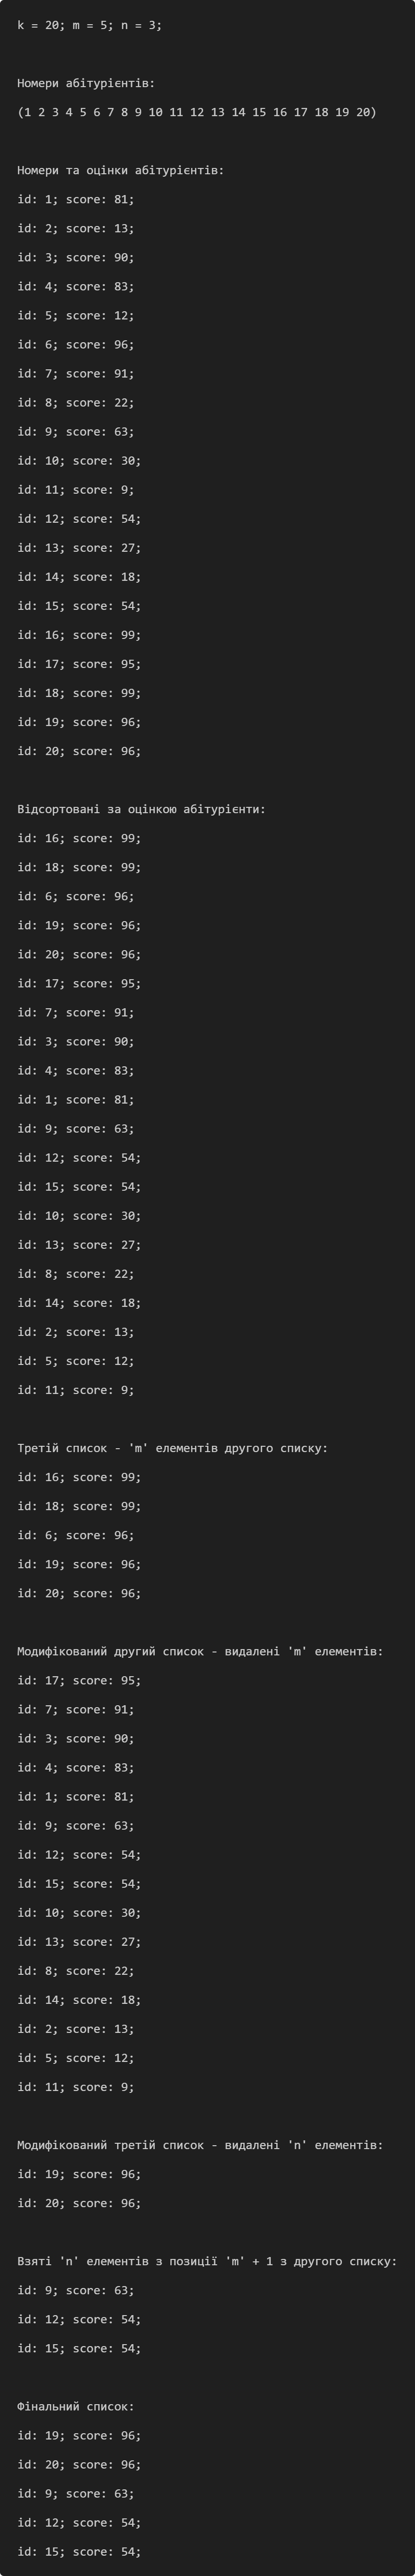 k = 20; m = 5; n = 3;
Номери абітурієнтів:
(1 2 3 4 5 6 7 8 9 10 11 12 13 14 15 16 17 18 19 20)
Номери та оцінки абітурієнтів:
id: 1; score: 81;
id: 2; score: 13;
id: 3; score: 90;
id: 4; score: 83;
id: 5; score: 12;
id: 6; score: 96;
id: 7; score: 91;
id: 8; score: 22;
id: 9; score: 63;
id: 10; score: 30;
id: 11; score: 9;
id: 12; score: 54;
id: 13; score: 27;
id: 14; score: 18;
id: 15; score: 54;
id: 16; score: 99;
id: 17; score: 95;
id: 18; score: 99;
id: 19; score: 96;
id: 20; score: 96;
Відсортовані за оцінкою абітурієнти:
id: 16; score: 99;
id: 18; score: 99;
id: 6; score: 96;
id: 19; score: 96;
id: 20; score: 96;
id: 17; score: 95;
id: 7; score: 91;
id: 3; score: 90;
id: 4; score: 83;
id: 1; score: 81;
id: 9; score: 63;
id: 12; score: 54;
id: 15; score: 54;
id: 10; score: 30;
id: 13; score: 27;
id: 8; score: 22;
id: 14; score: 18;
id: 2; score: 13;
id: 5; score: 12;
id: 11; score: 9;
Третій список - 'm' елементів другого списку:
id: 16; score: 99;
id: 18; score: 99;
id: 6; score: 96;
id: 19; score: 96;
id: 20; score: 96;
Модифікований другий список - видалені 'm' елементів:
id: 17; score: 95;
id: 7; score: 91;
id: 3; score: 90;
id: 4; score: 83;
id: 1; score: 81;
id: 9; score: 63;
id: 12; score: 54;
id: 15; score: 54;
id: 10; score: 30;
id: 13; score: 27;
id: 8; score: 22;
id: 14; score: 18;
id: 2; score: 13;
id: 5; score: 12;
id: 11; score: 9;
Модифікований третій список - видалені 'n' елементів:
id: 19; score: 96;
id: 20; score: 96;
Взяті 'n' елементів з позиції 'm' + 1 з другого списку:
id: 9; score: 63;
id: 12; score: 54;
id: 15; score: 54;
Фінальний список:
id: 19; score: 96;
id: 20; score: 96;
id: 9; score: 63;
id: 12; score: 54;
id: 15; score: 54;